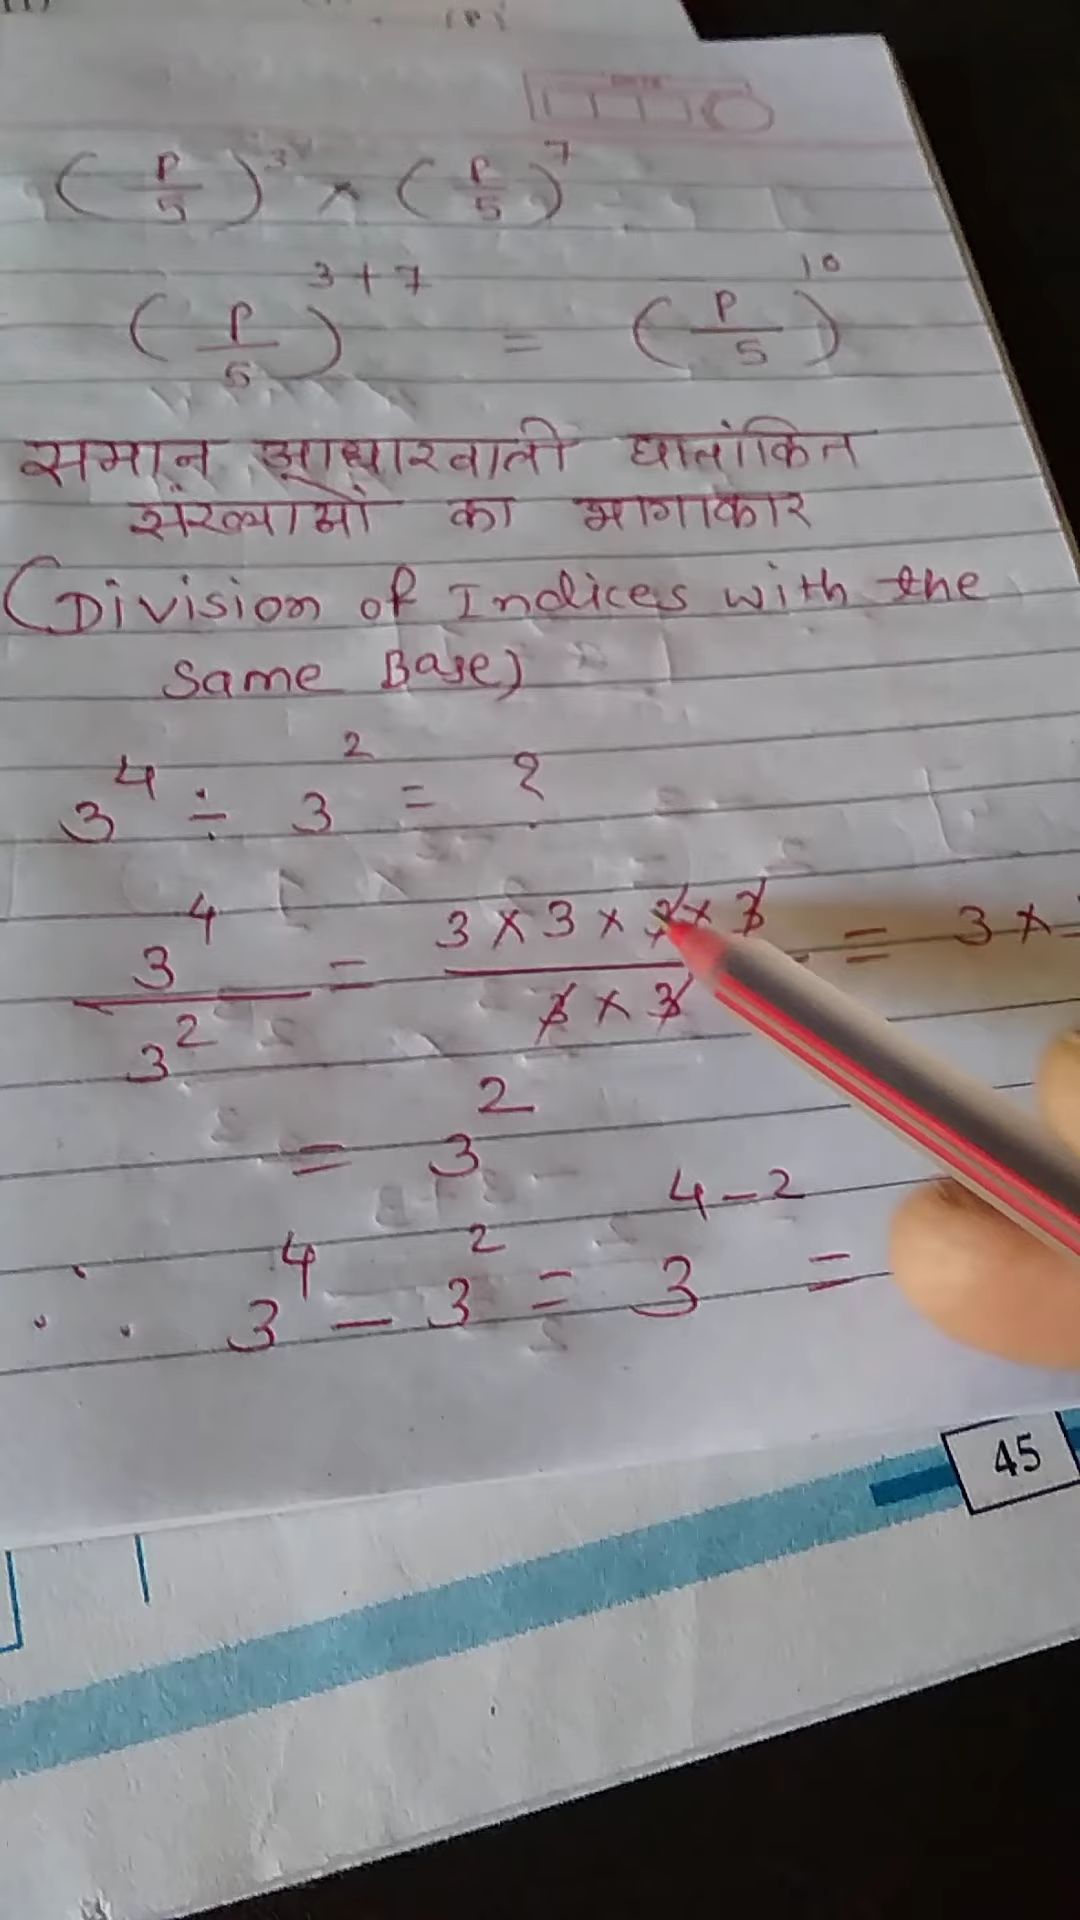 (P/5)³ × (P/5)⁷
(P/5)³⁺⁷ = (P/5)¹⁰
समान आधारवाली घातांकित
संख्याओं का भागाकार
(Division of Indices with the
Same Base)
3⁴ ÷ 3² = ?
3⁴/3² = 3 × 3 × 3 × 3 / 3 × 3 = 3 ×
= 3²
∴ 3⁴ − 3² = 3⁴⁻² =
45